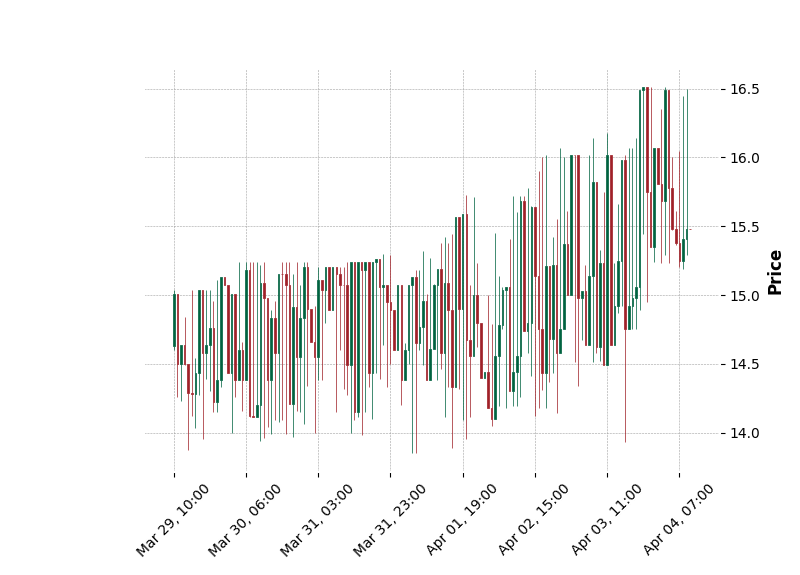 16.5
16.0
15.5
15.0
14.5
14.0
Price
Mar 29, 10:00
Mar 30, 06:00
Mar 31, 03:00
Mar 31, 23:00
Apr 01, 19:00
Apr 02, 15:00
Apr 03, 11:00
Apr 04, 07:00